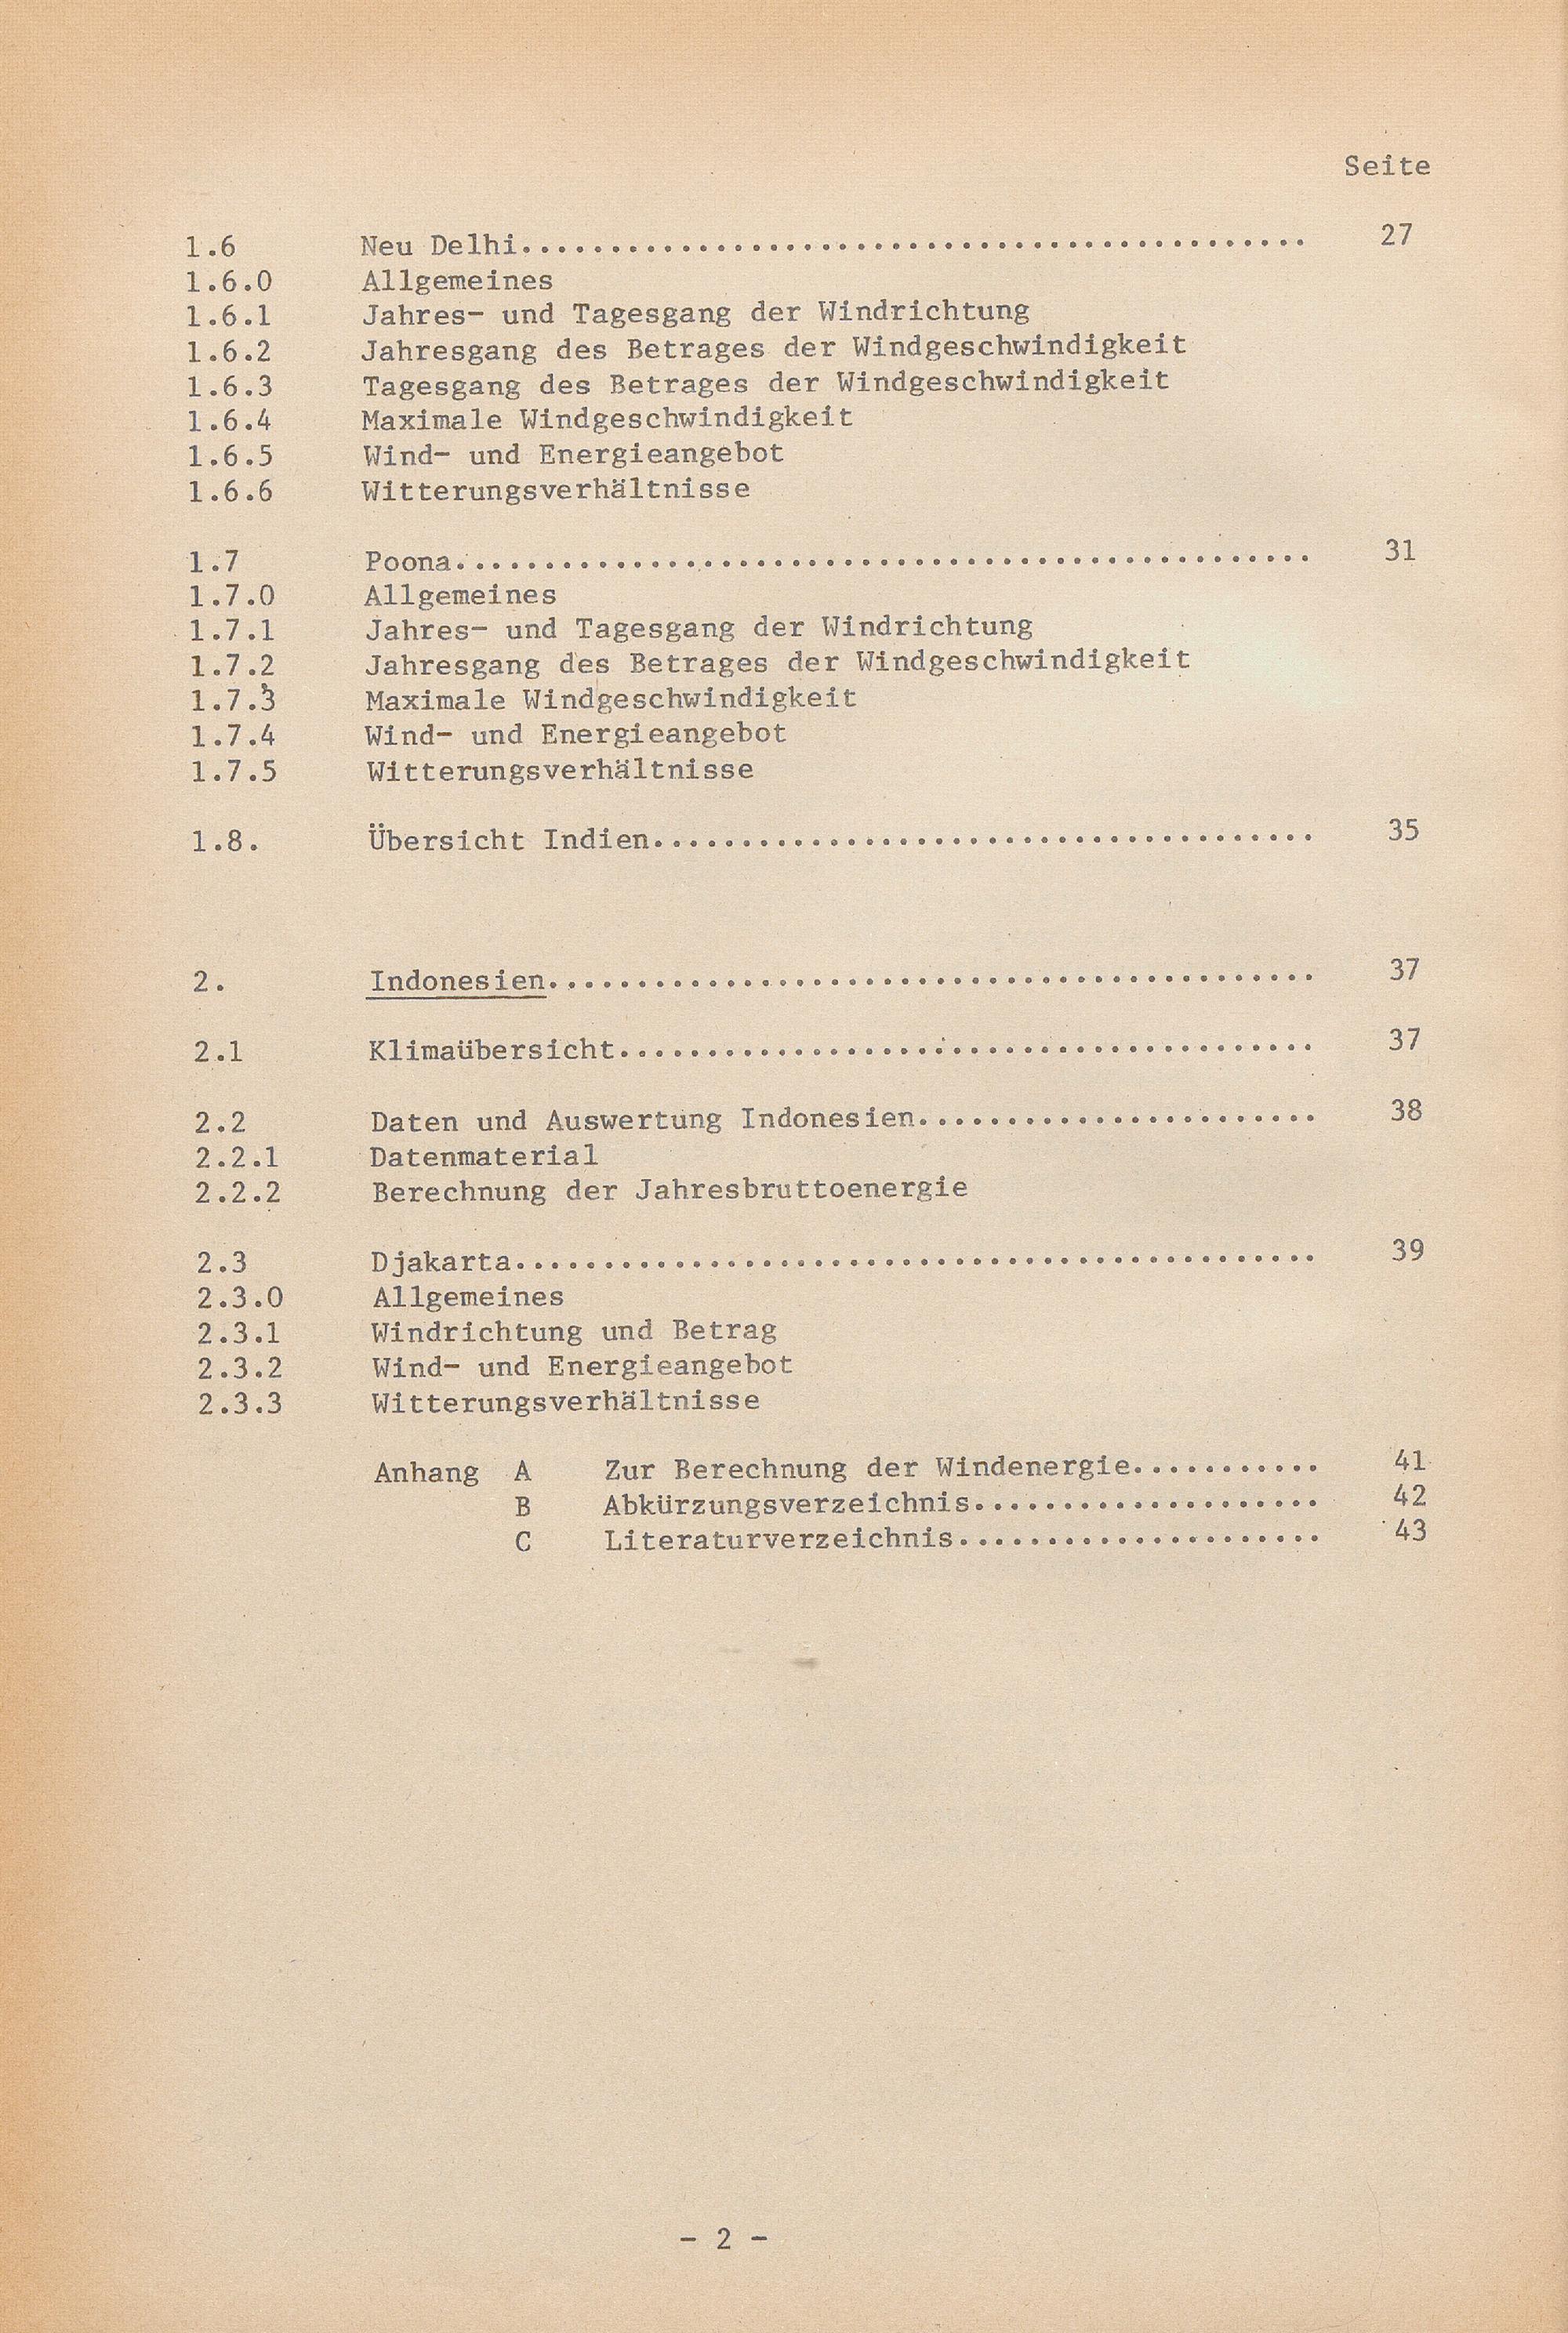 Seite
1.6 Neu Delhi............................................. 27
1.6.0 Allgemeines
1.6.1 Jahres- und Tagesgang der Windrichtung
1.6.2 Jahresgang des Betrages der Windgeschwindigkeit
1.6.3 Tagesgang des Betrages der Windgeschwindigkeit
1.6.4 Maximale Windgeschwindigkeit
1.6.5 Wind- und Energieangebot
1.6.6 Witterungsverhältnisse
1.7 Poona................................................. 31
1.7.0 Allgemeines
1.7.1 Jahres- und Tagesgang der Windrichtung
1.7.2 Jahresgang des Betrages der Windgeschwindigkeit
1.7.3 Maximale Windgeschwindigkeit
1.7.4 Wind- und Energieangebot
1.7.5 Witterungsverhältnisse
1.8. Übersicht Indien...................................... 35
2. Indonesien............................................ 37
2.1 Klimaübersicht........................................ 37
2.2 Daten und Auswertung Indonesien....................... 38
2.2.1 Datenmaterial
2.2.2 Berechnung der Jahresbruttoenergie
2.3 Djakarta.............................................. 39
2.3.0 Allgemeines
2.3.1 Windrichtung und Betrag
2.3.2 Wind- und Energieangebot
2.3.3 Witterungsverhältnisse
Anhang A Zur Berechnung der Windenergie........... 41
B Abkürzungsverzeichnis.................... 42
C Literaturverzeichnis..................... 43
- 2 -